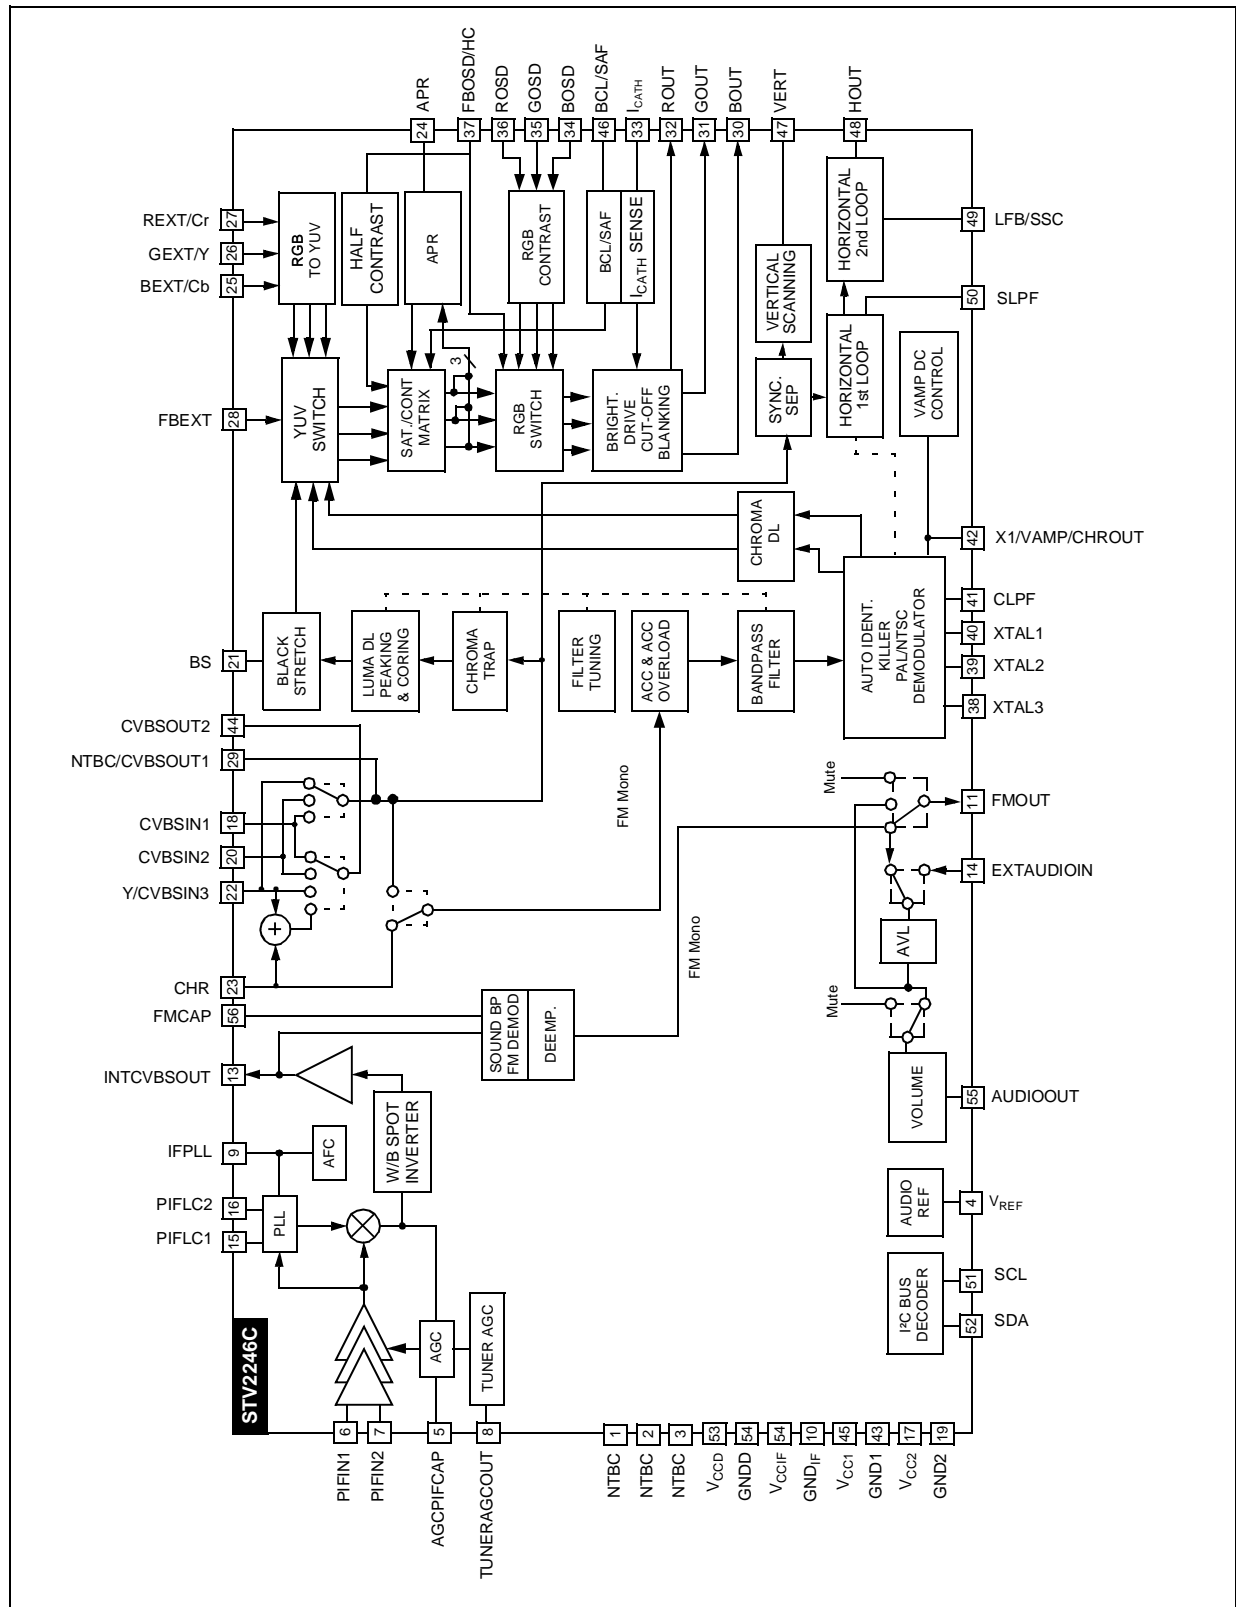 APR
FBOSD/HC
ROSD
GOSD
BOSD
BCL/SAF
ICATH
ROUT
GOUT
BOUT
VERT
HOUT
24
37
36
35
34
46
33
32
31
30
47
48
REXT/Cr
27
GEXT/Y
26
BEXT/Cb
25
RGB
TO YUV
HALF
CONTRAST
APR
RGB
CONTRAST
BCL/SAF
ICATH SENSE
VERTICAL
SCANNING
HORIZONTAL
2nd LOOP
49
LFB/SSC
50
SLPF
FBEXT
28
YUV
SWITCH
SAT./CONT
MATRIX
3
RGB
SWITCH
BRIGHT.
DRIVE
CUT-OFF
BLANKING
SYNC.
SEP
HORIZONTAL
1st LOOP
VAMP DC
CONTROL
CHROMA
DL
42
X1/VAMP/CHROUT
41
CLPF
40
XTAL1
39
XTAL2
38
XTAL3
BS
21
BLACK
STRETCH
LUMA DL
PEAKING
& CORING
CHROMA
TRAP
FILTER
TUNING
ACC & ACC
OVERLOAD
BANDPASS
FILTER
AUTO IDENT.
KILLER
PAL/NTSC
DEMODULATOR
CVBSOUT2
44
NTBC/CVBSOUT1
29
CVBSIN1
18
CVBSIN2
20
Y/CVBSIN3
22
+
CHR
23
FMCAP
56
FM Mono
FM Mono
Mute
11
FMOUT
14
EXTAUDIOIN
AVL
Mute
INTCVBSOUT
13
SOUND BP
FM DEMOD
DEEMP.
VOLUME
55
AUDIOOUT
IFPLL
9
AFC
W/B SPOT
INVERTER
PIFLC2
16
PIFLC1
15
PLL
AUDIO
REF
4
VREF
I²C BUS
DECODER
51
SCL
52
SDA
STV2246C
AGC
TUNER AGC
6
7
5
8
1
2
3
53
54
54
10
45
43
17
19
PIFIN1
PIFIN2
AGCPIFCAP
TUNERAGCOUT
NTBC
NTBC
NTBC
VCCD
GNDD
VCCIF
GNDIF
VCC1
GND1
VCC2
GND2